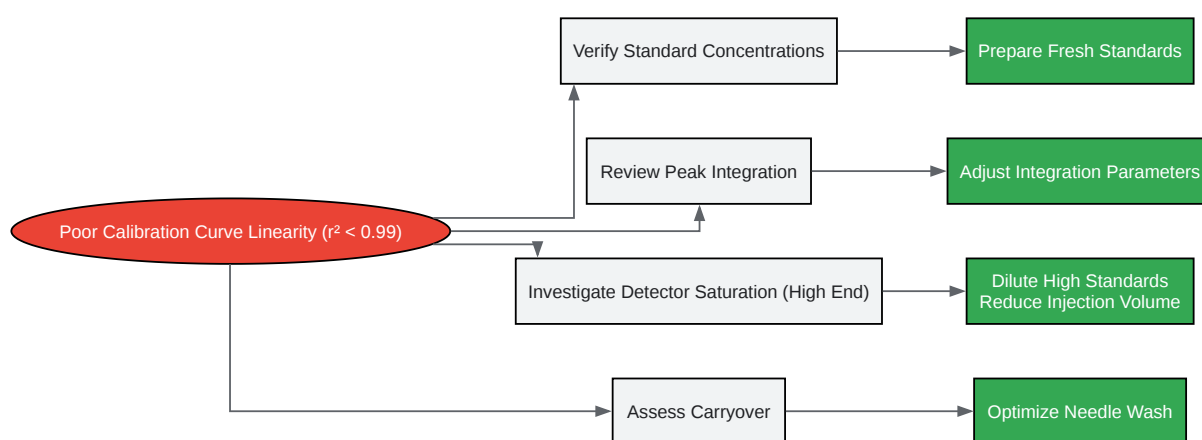 Verify Standard Concentrations
Prepare Fresh Standards
Review Peak Integration
Adjust Integration Parameters
Poor Calibration Curve Linearity (r² < 0.99)
Investigate Detector Saturation (High End)
Dilute High Standards
Reduce Injection Volume
Assess Carryover
Optimize Needle Wash